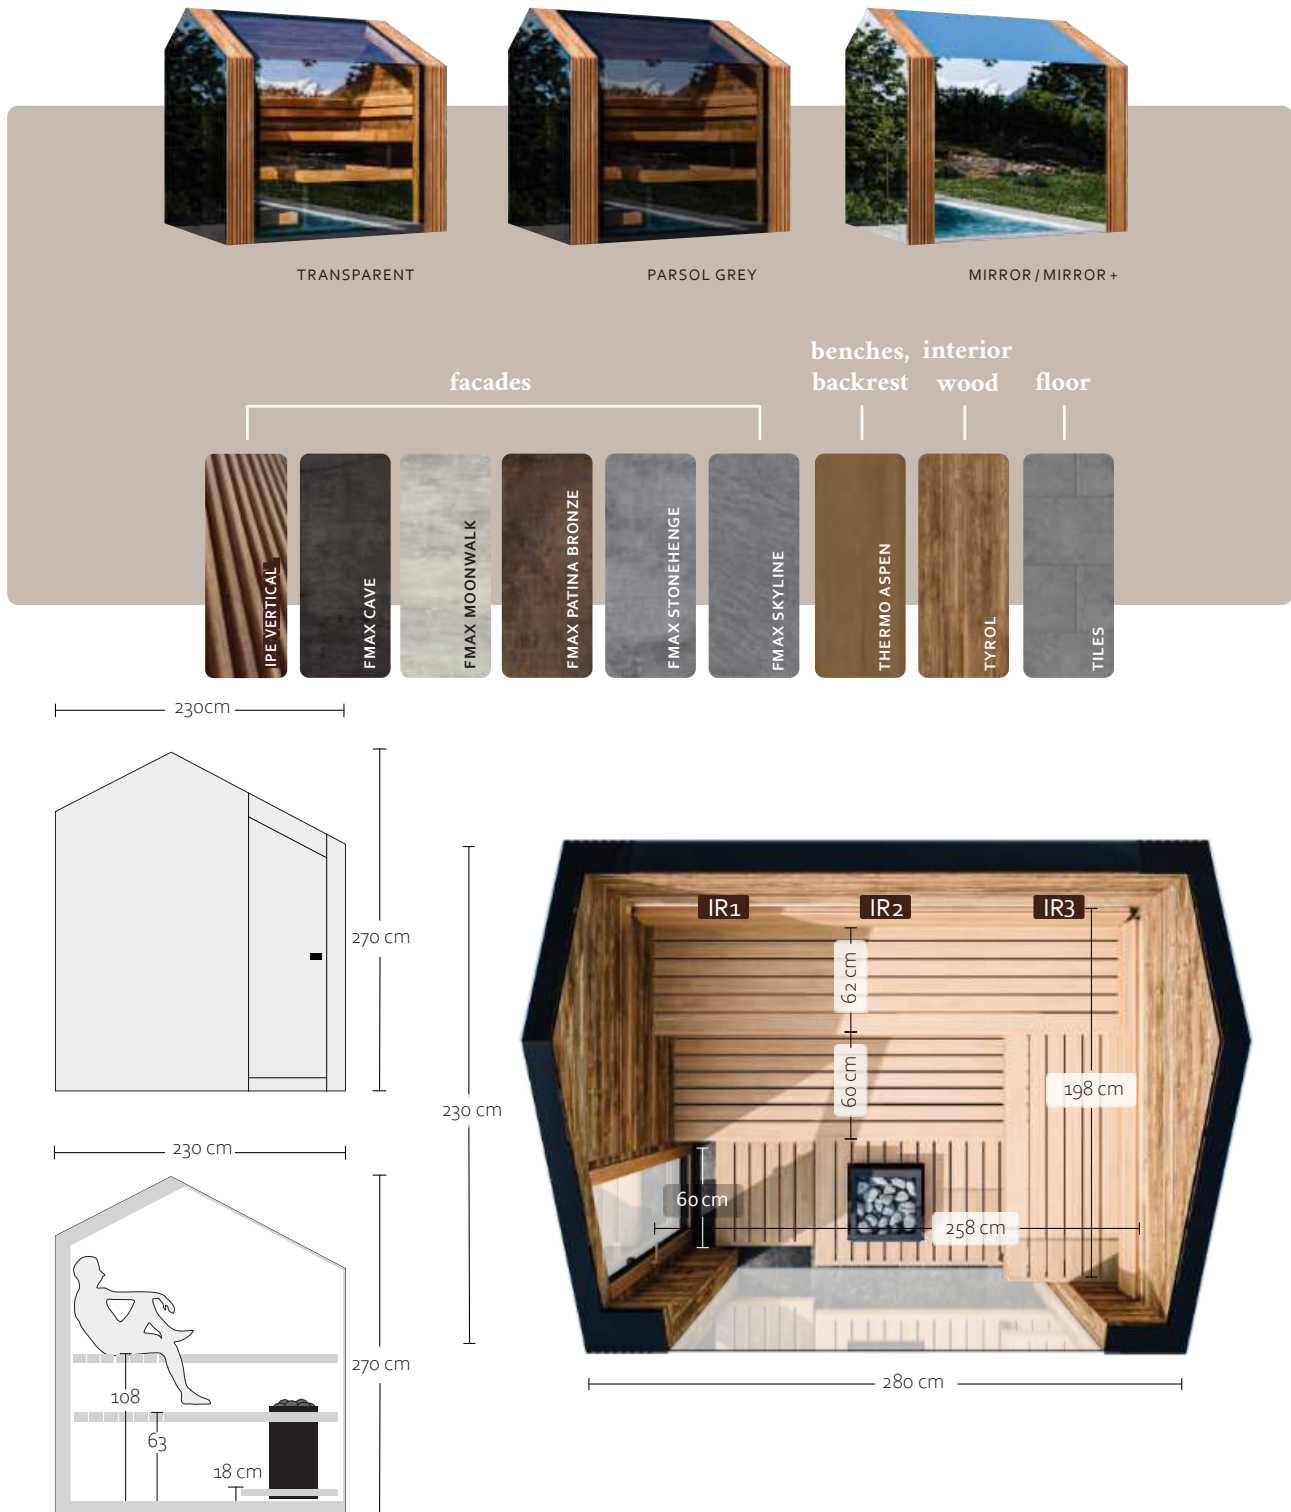 TRANSPARENT
PARSOL GREY
MIRROR / MIRROR +
facades
benches,
backrest
interior
wood
floor
IPE VERTICAL
FMAX CAVE
FMAX MOONWALK
FMAX PATINA BRONZE
FMAX STONEHENGE
FMAX SKYLINE
THERMO ASPEN
TYROL
TILES
230cm
270 cm
230 cm
IR1
IR2
IR3
62 cm
60 cm
198 cm
60 cm
258 cm
280 cm
230 cm
270 cm
108
63
18 cm